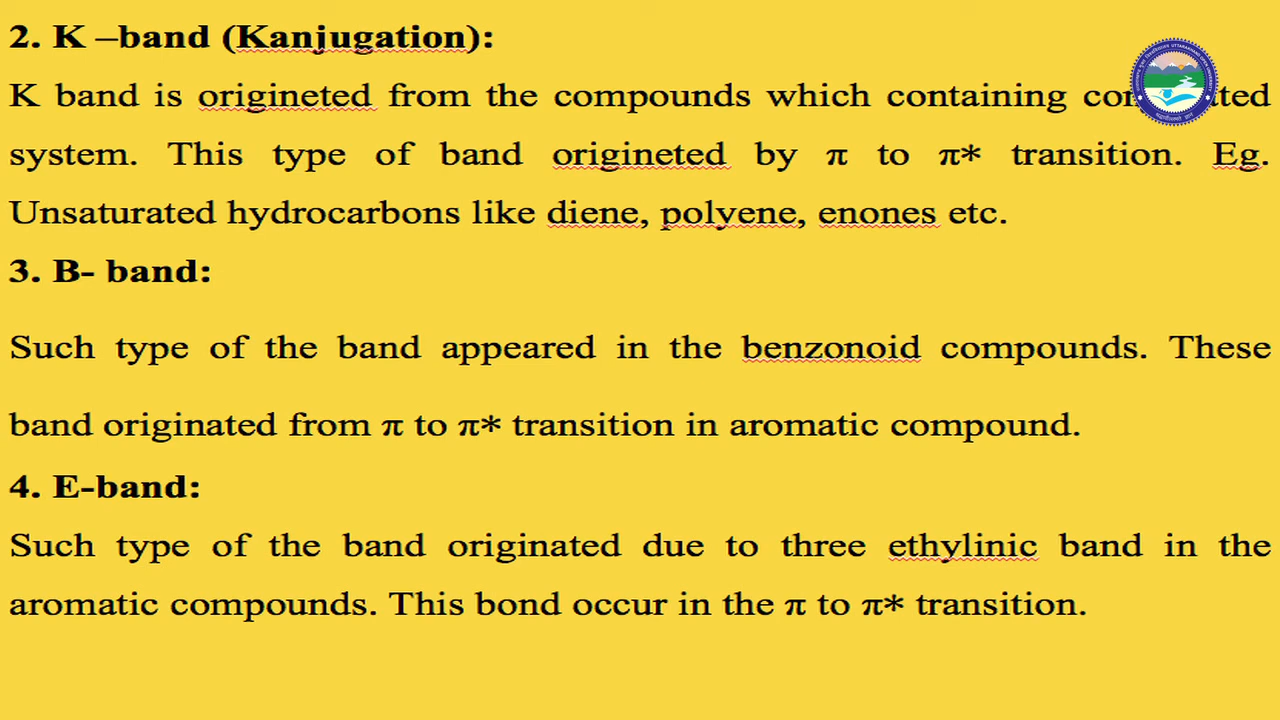 2. K –band (Kanjugation):
K band is origineted from the compounds which containing
system. This type of band origineted by π to π* transition. Eg.
Unsaturated hydrocarbons like diene, polyene, enones etc.
3. B- band:
Such type of the band appeared in the benzonoid compounds. These
band originated from π to π* transition in aromatic compound.
4. E-band:
Such type of the band originated due to three ethylinic band in the
aromatic compounds. This bond occur in the π to π* transition.